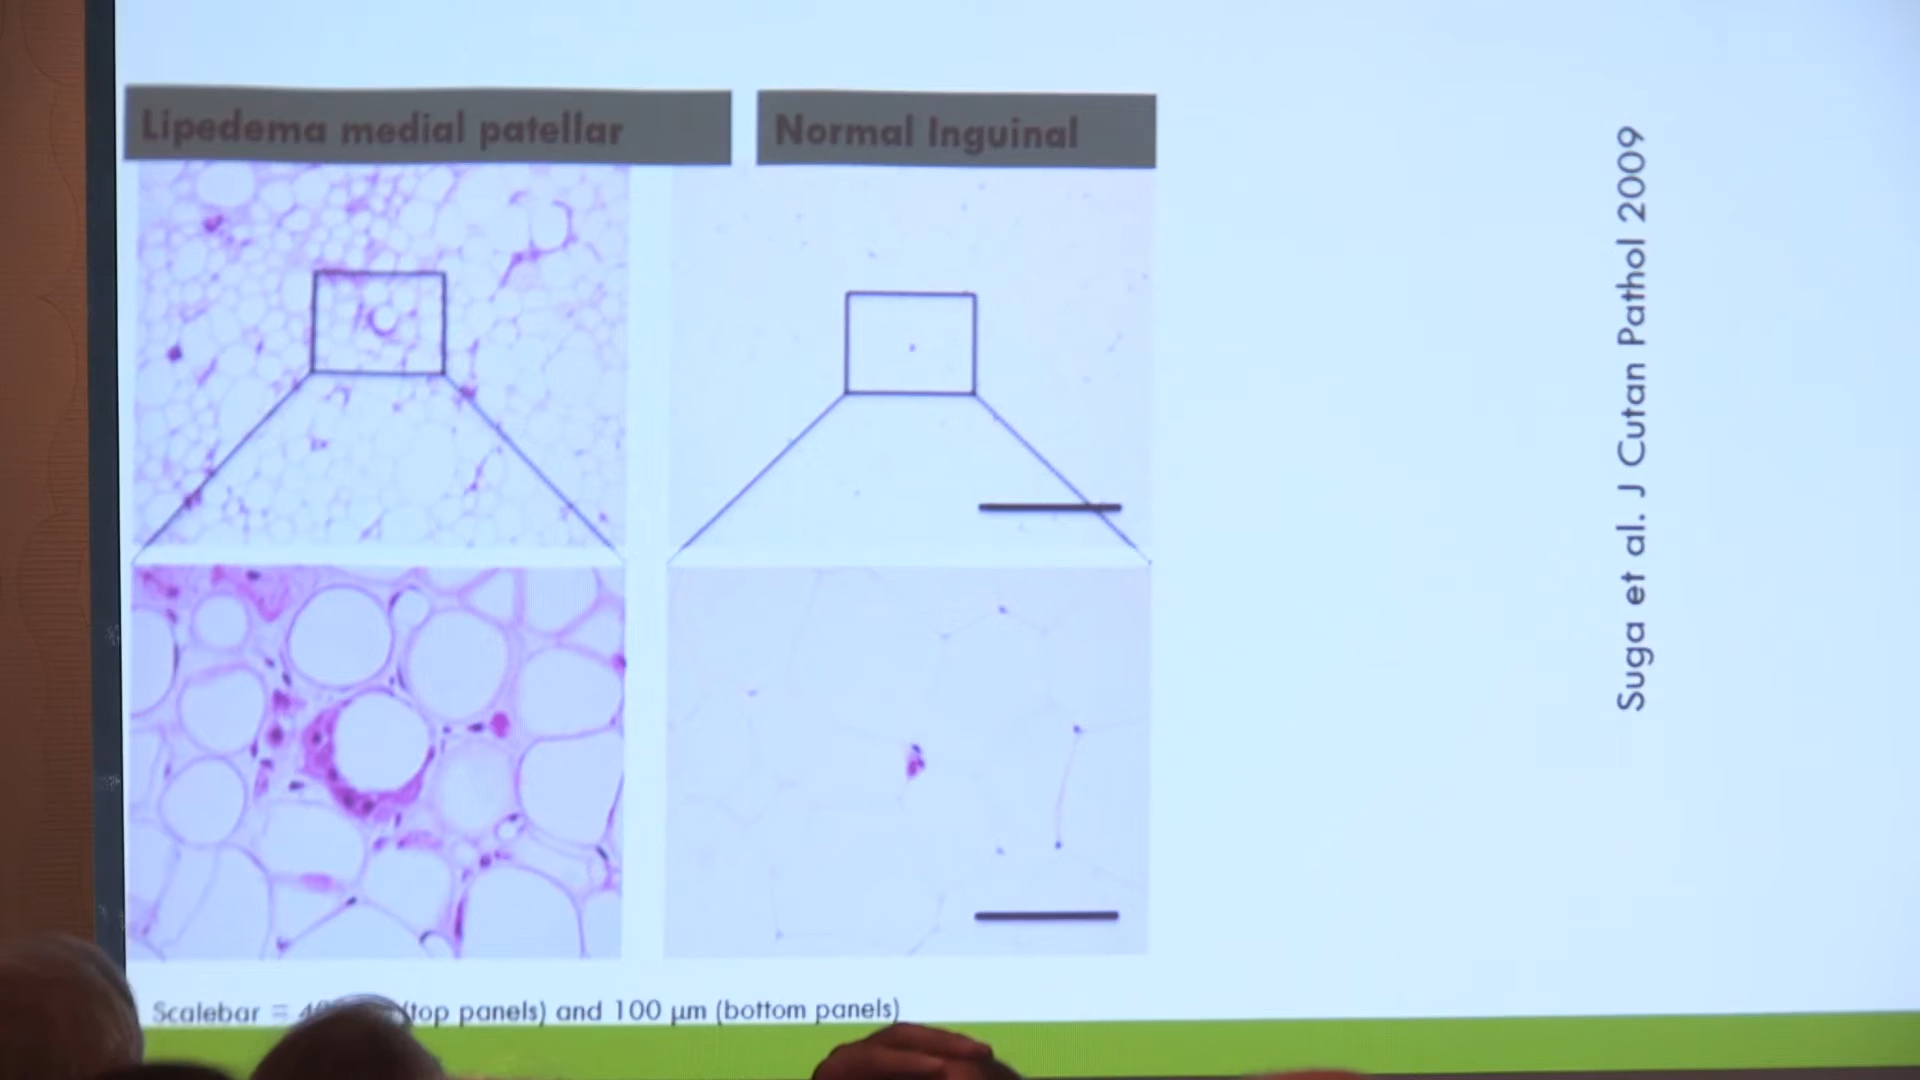 Lipedema medial patellar
Normal Inguinal
Suga et al. J Cutan Pathol 2009
Scalebar = (top panels) and 100 µm (bottom panels)